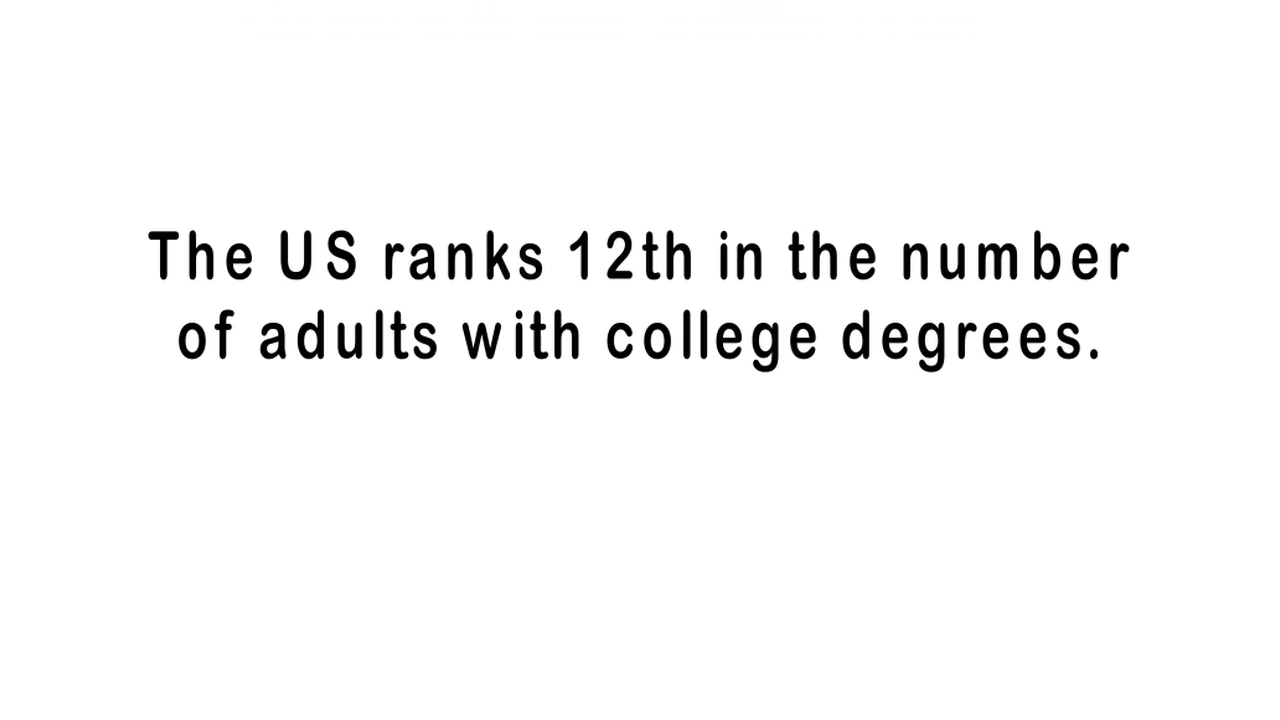 The US ranks 12th in the number
of adults with college degrees.